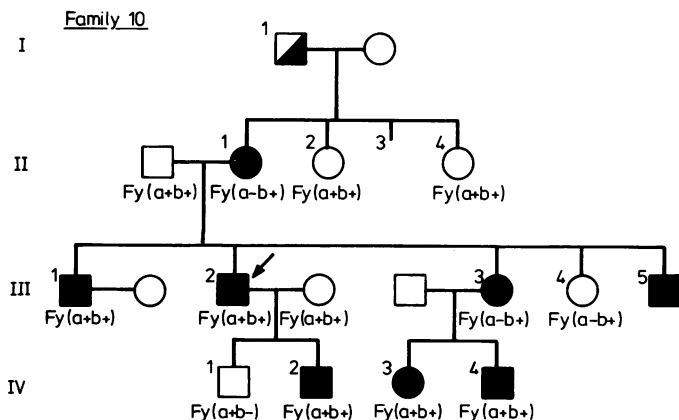 Family 10
I
1
II
1 2 3 4
Fy(a+b+) Fy(a-b+) Fy(a+b+) Fy(a+b+)
III
1 2 3 4 5
Fy(a+b+) Fy(a+b+) Fy(a+b+) Fy(a-b+) Fy(a-b+)
IV
1 2 3 4
Fy(a+b-) Fy(a+b+) Fy(a+b+) Fy(a+b+)